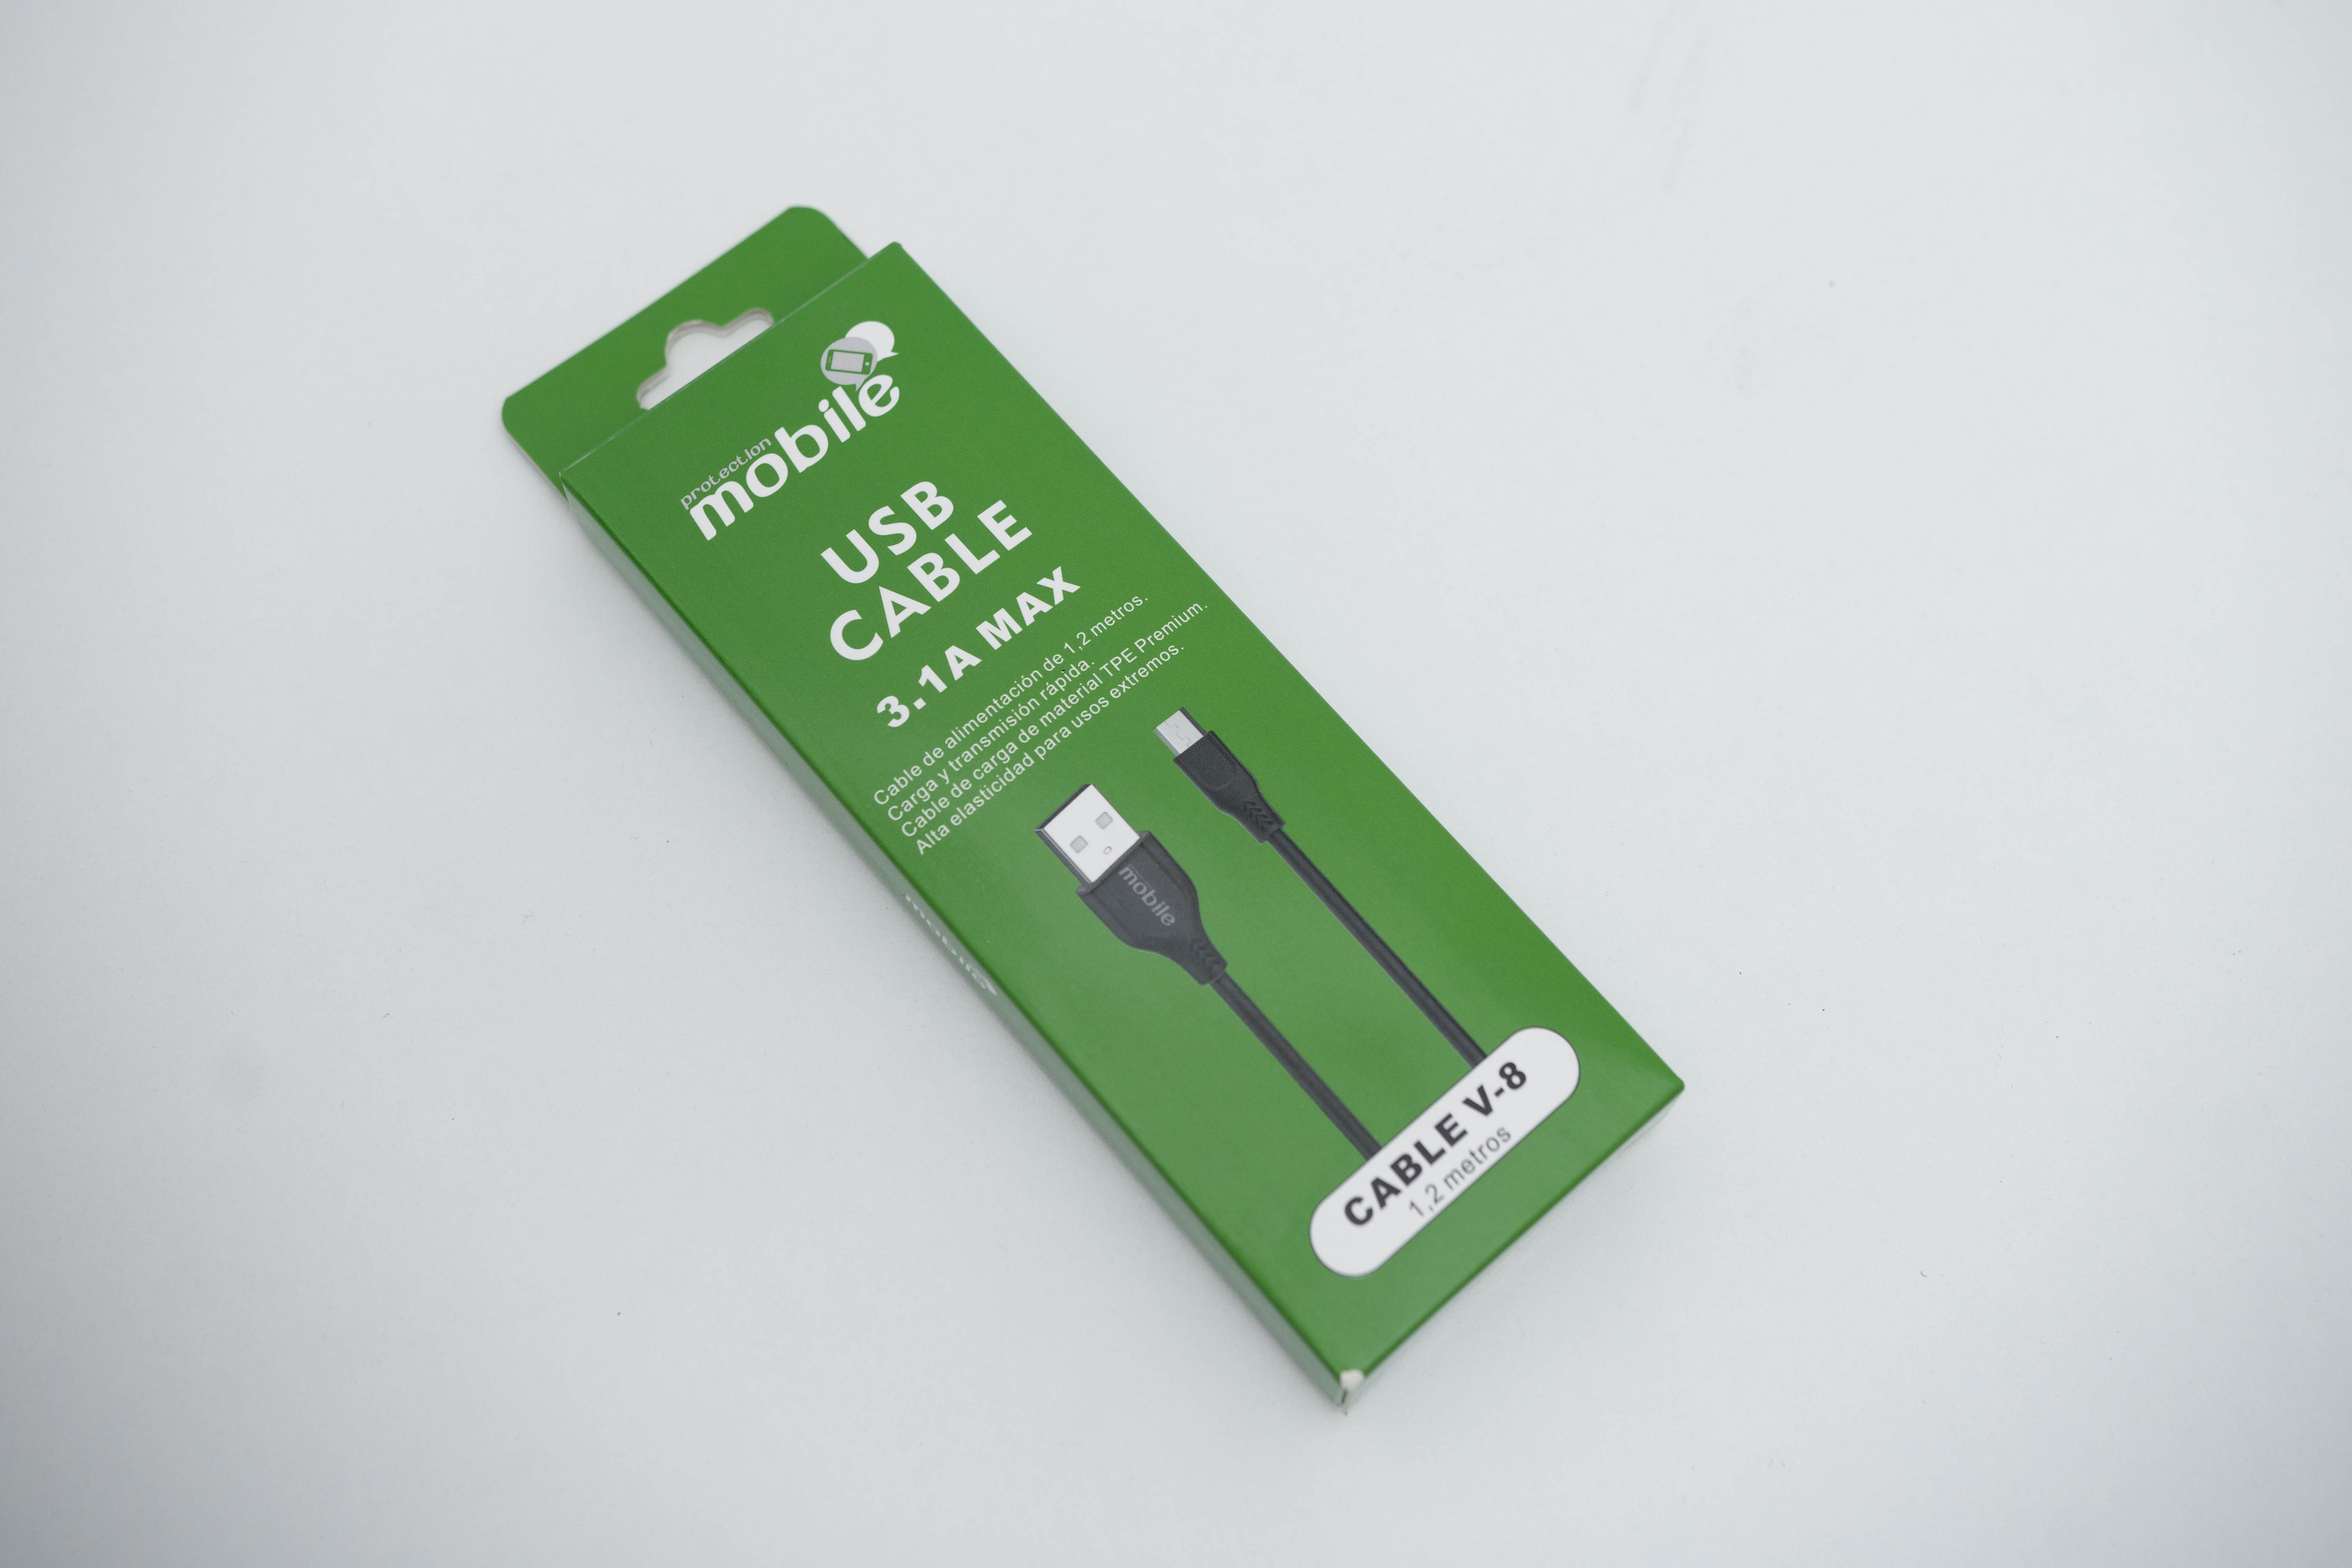 protection
mobile
USB
CABLE
3.1A MAX
Cable de alimentación de 1,2 metros.
Carga y transmisión rápida.
Cable de carga de material TPE Premium.
Alta elasticidad para usos extremos.
mobile
CABLE V-8
1,2 metros
mobile